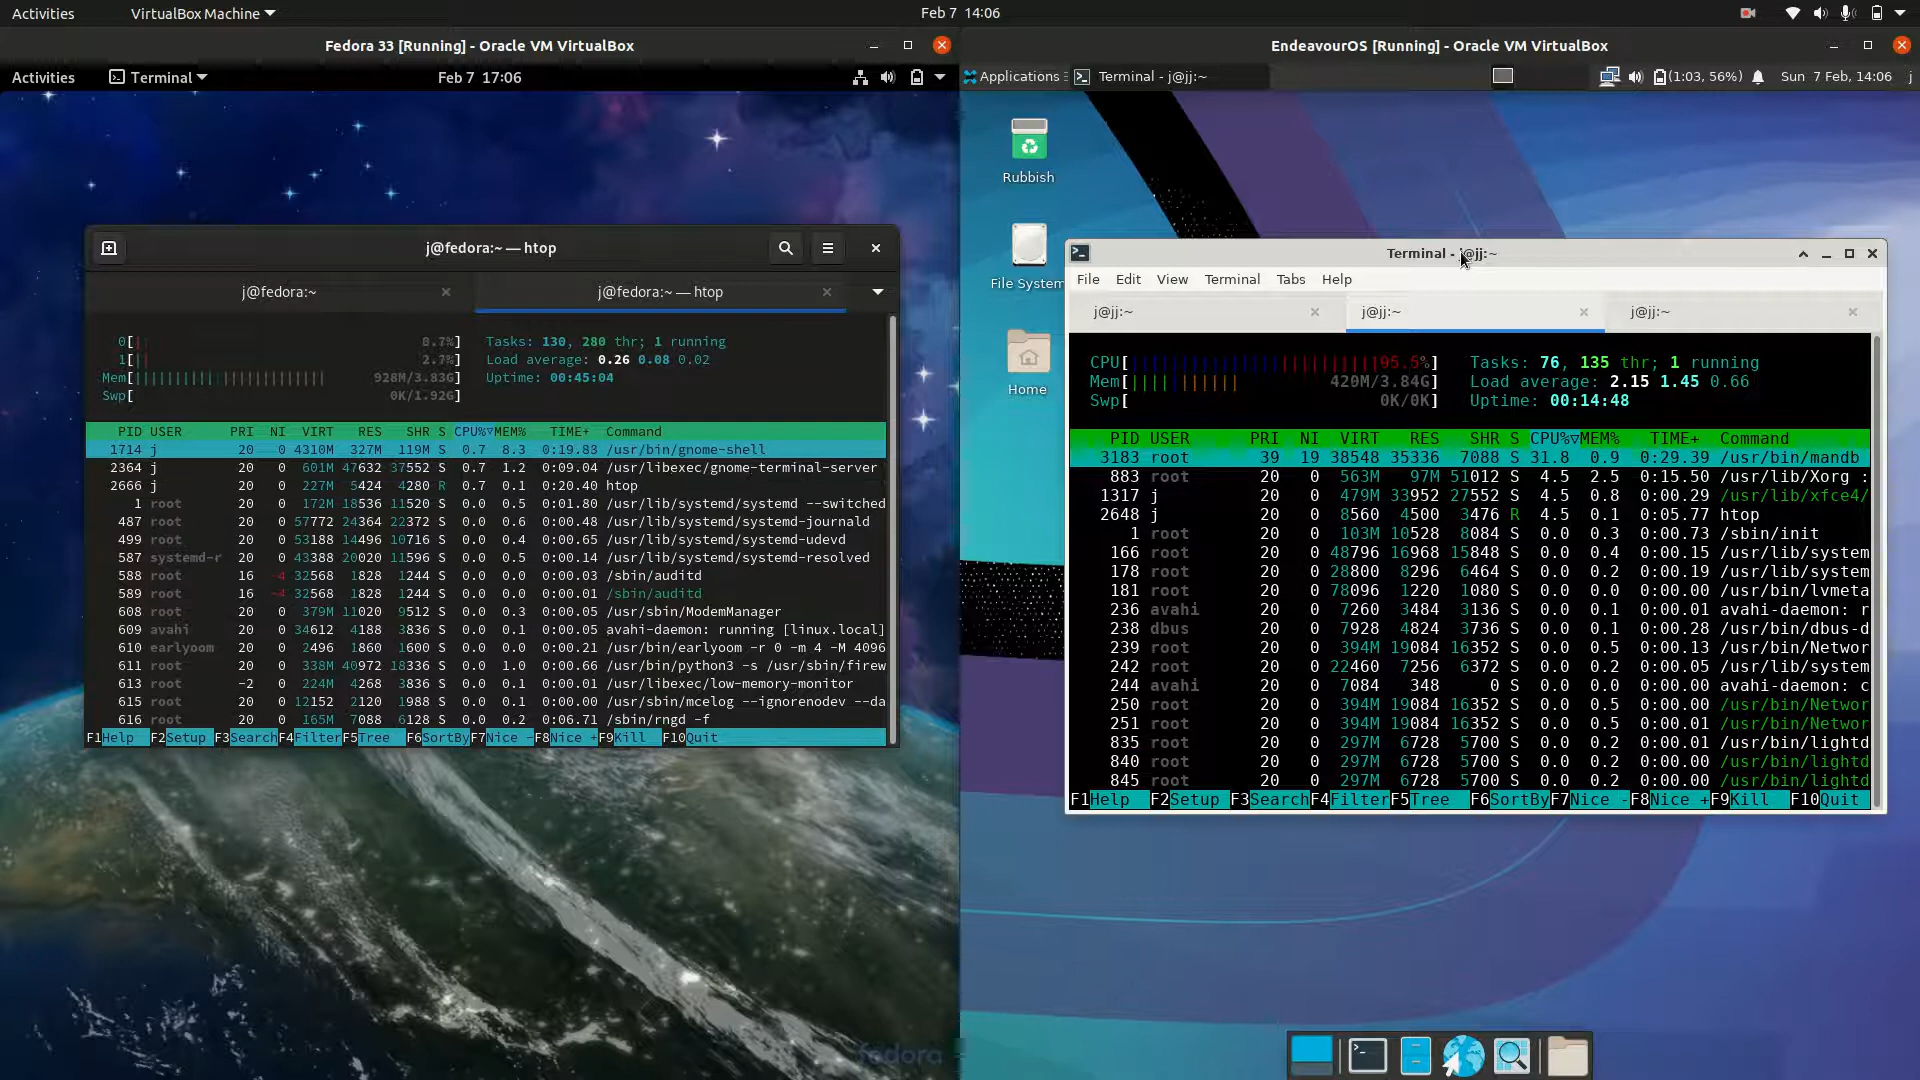 Activities VirtualBox Machine Feb 7 14:06
Fedora 33 [Running] - Oracle VM VirtualBox
Activities Terminal Feb 7 17:06
j@fedora:~ — htop
j@fedora:~ j@fedora:~ — htop
0[|| 8.7%] Tasks: 130, 280 thr; 1 running
1[|| 2.7%] Load average: 0.26 0.08 0.02
Mem[||||||||||||||||||||||||| 928M/3.83G] Uptime: 00:45:04
Swp[ 0K/1.92G]
PID USER PRI NI VIRT RES SHR S CPU%▽MEM% TIME+ Command
1714 j 20 0 4310M 327M 119M S 0.7 8.3 0:19.83 /usr/bin/gnome-shell
2364 j 20 0 601M 47632 37552 S 0.7 1.2 0:09.04 /usr/libexec/gnome-terminal-server
2666 j 20 0 227M 5424 4280 R 0.7 0.1 0:20.40 htop
1 root 20 0 172M 18536 11520 S 0.0 0.5 0:01.80 /usr/lib/systemd/systemd --switched
487 root 20 0 57772 24364 22372 S 0.0 0.6 0:00.48 /usr/lib/systemd/systemd-journald
499 root 20 0 53188 14496 10716 S 0.0 0.4 0:00.65 /usr/lib/systemd/systemd-udevd
587 systemd-r 20 0 43388 20020 11596 S 0.0 0.5 0:00.14 /usr/lib/systemd/systemd-resolved
588 root 16 -4 32568 1828 1244 S 0.0 0.0 0:00.03 /sbin/auditd
589 root 16 -4 32568 1828 1244 S 0.0 0.0 0:00.01 /sbin/auditd
608 root 20 0 379M 11020 9512 S 0.0 0.3 0:00.05 /usr/sbin/ModemManager
609 avahi 20 0 34612 4188 3836 S 0.0 0.1 0:00.05 avahi-daemon: running [linux.local]
610 earlyoom 20 0 2496 1860 1600 S 0.0 0.0 0:00.21 /usr/bin/earlyoom -r 0 -m 4 -M 4096
611 root 20 0 338M 40972 18336 S 0.0 1.0 0:00.66 /usr/bin/python3 -s /usr/sbin/firew
613 root -2 0 224M 4268 3836 S 0.0 0.1 0:00.01 /usr/libexec/low-memory-monitor
615 root 20 0 12152 2120 1988 S 0.0 0.1 0:00.01 /usr/sbin/mcelog --ignorenodev --da
616 root 20 0 165M 7088 6128 S 0.0 0.2 0:06.71 /sbin/rngd -f
F1Help F2Setup F3SearchF4FilterF5Tree F6SortByF7Nice -F8Nice +F9Kill F10Quit
fedora
EndeavourOS [Running] - Oracle VM VirtualBox
Applications Terminal - j@jj:~ (1:03, 56%) Sun 7 Feb, 14:06 j
Rubbish
File System
Home
Terminal - j@jj:~
File Edit View Terminal Tabs Help
j@jj:~ j@jj:~ j@jj:~
CPU[||||||||||||||||||||||||||||||95.5%] Tasks: 76, 135 thr; 1 running
Mem[||||||||||| 420M/3.84G] Load average: 2.15 1.45 0.66
Swp[ 0K/0K] Uptime: 00:14:48
PID USER PRI NI VIRT RES SHR S CPU%▽MEM% TIME+ Command
3183 root 39 19 38548 35336 7088 S 31.8 0.9 0:29.39 /usr/bin/mandb
883 root 20 0 563M 97M 51012 S 4.5 2.5 0:15.50 /usr/lib/Xorg :
1317 j 20 0 479M 33952 27552 S 4.5 0.8 0:00.29 /usr/lib/xfce4/
2648 j 20 0 8560 4500 3476 R 4.5 0.1 0:05.77 htop
1 root 20 0 103M 10528 8084 S 0.0 0.3 0:00.73 /sbin/init
166 root 20 0 48796 16968 15848 S 0.0 0.4 0:00.15 /usr/lib/system
178 root 20 0 28800 8296 6464 S 0.0 0.2 0:00.19 /usr/lib/system
181 root 20 0 78096 1220 1080 S 0.0 0.0 0:00.00 /usr/bin/lvmeta
236 avahi 20 0 7260 3484 3136 S 0.0 0.1 0:00.01 avahi-daemon: r
238 dbus 20 0 7928 4824 3736 S 0.0 0.1 0:00.28 /usr/bin/dbus-d
239 root 20 0 394M 19084 16352 S 0.0 0.5 0:00.13 /usr/bin/Networ
242 root 20 0 22460 7256 6372 S 0.0 0.2 0:00.05 /usr/lib/system
244 avahi 20 0 7084 348 0 S 0.0 0.0 0:00.00 avahi-daemon: c
250 root 20 0 394M 19084 16352 S 0.0 0.5 0:00.00 /usr/bin/Networ
251 root 20 0 394M 19084 16352 S 0.0 0.5 0:00.01 /usr/bin/Networ
835 root 20 0 297M 6728 5700 S 0.0 0.2 0:00.01 /usr/bin/lightd
840 root 20 0 297M 6728 5700 S 0.0 0.2 0:00.00 /usr/bin/lightd
845 root 20 0 297M 6728 5700 S 0.0 0.2 0:00.00 /usr/bin/lightd
F1Help F2Setup F3SearchF4FilterF5Tree F6SortByF7Nice -F8Nice +F9Kill F10Quit